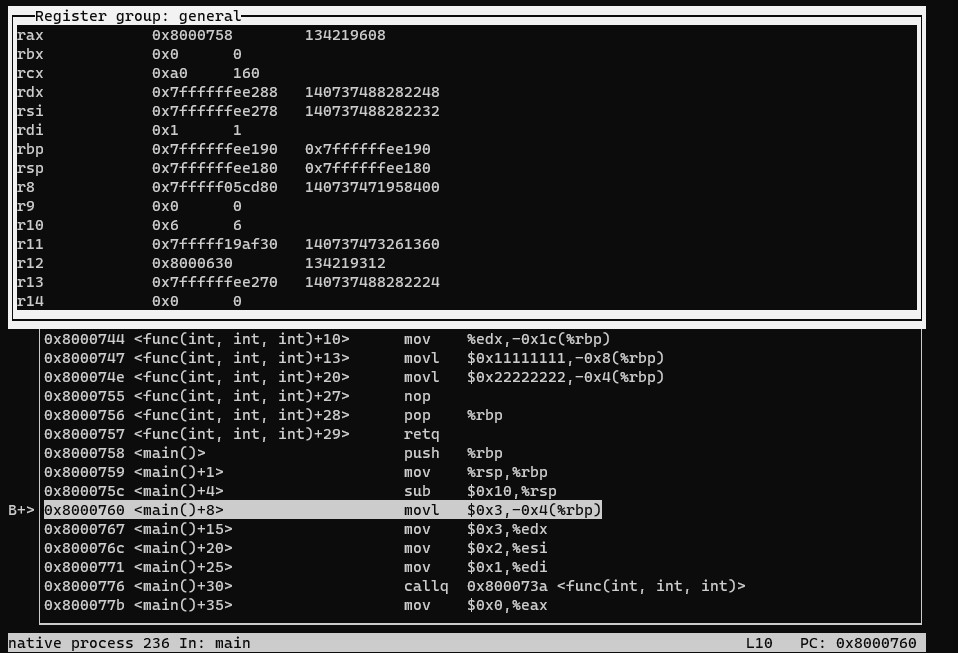 Register group: general
rax 0x8000758 134219608
rbx 0x0 0
rcx 0xa0 160
rdx 0x7ffffffee288 140737488282248
rsi 0x7ffffffee278 140737488282232
rdi 0x1 1
rbp 0x7ffffffee190 0x7ffffffee190
rsp 0x7ffffffee180 0x7ffffffee180
r8 0x7fffff05cd80 140737471958400
r9 0x0 0
r10 0x6 6
r11 0x7fffff19af30 140737473261360
r12 0x8000630 134219312
r13 0x7ffffffee270 140737488282224
r14 0x0 0
0x8000744 <func(int, int, int)+10> mov %edx,-0x1c(%rbp)
0x8000747 <func(int, int, int)+13> movl $0x11111111,-0x8(%rbp)
0x800074e <func(int, int, int)+20> movl $0x22222222,-0x4(%rbp)
0x8000755 <func(int, int, int)+27> nop
0x8000756 <func(int, int, int)+28> pop %rbp
0x8000757 <func(int, int, int)+29> retq
0x8000758 <main()> push %rbp
0x8000759 <main()+1> mov %rsp,%rbp
0x800075c <main()+4> sub $0x10,%rsp
B+> 0x8000760 <main()+8> movl $0x3,-0x4(%rbp)
0x8000767 <main()+15> mov $0x3,%edx
0x800076c <main()+20> mov $0x2,%esi
0x8000771 <main()+25> mov $0x1,%edi
0x8000776 <main()+30> callq 0x800073a <func(int, int, int)>
0x800077b <main()+35> mov $0x0,%eax
native process 236 In: main L10 PC: 0x8000760